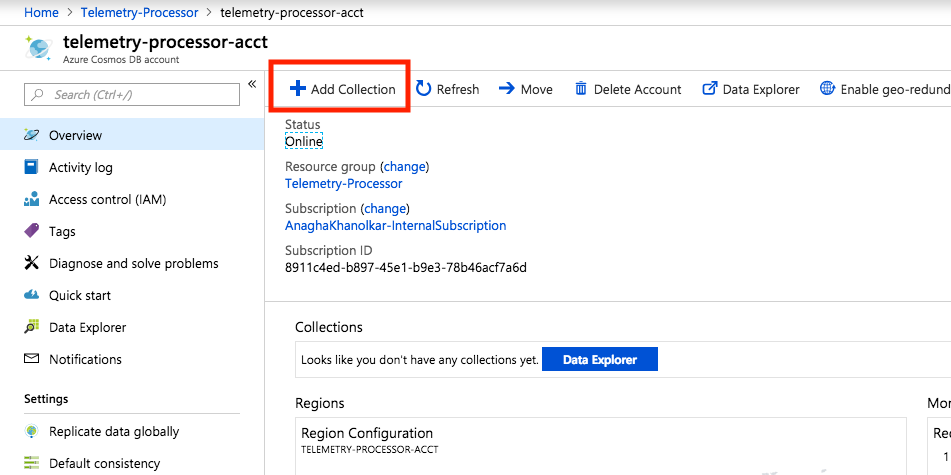 Home > Telemetry-Processor > telemetry-processor-acct
telemetry-processor-acct
Azure Cosmos DB account
Search (Ctrl+/)
«
Overview
Activity log
Access control (IAM)
Tags
Diagnose and solve problems
Quick start
Data Explorer
Notifications
Settings
Replicate data globally
Default consistency
Add Collection
Refresh
Move
Delete Account
Data Explorer
Enable geo-redund
Status
Online
Resource group (change)
Telemetry-Processor
Subscription (change)
AnaghaKhanolkar-InternalSubscription
Subscription ID
8911c4ed-b897-45e1-b9e3-78b46acf7a6d
Collections
Looks like you don't have any collections yet. Data Explorer
Regions
Region Configuration
TELEMETRY-PROCESSOR-ACCT
Mor
Rec
1